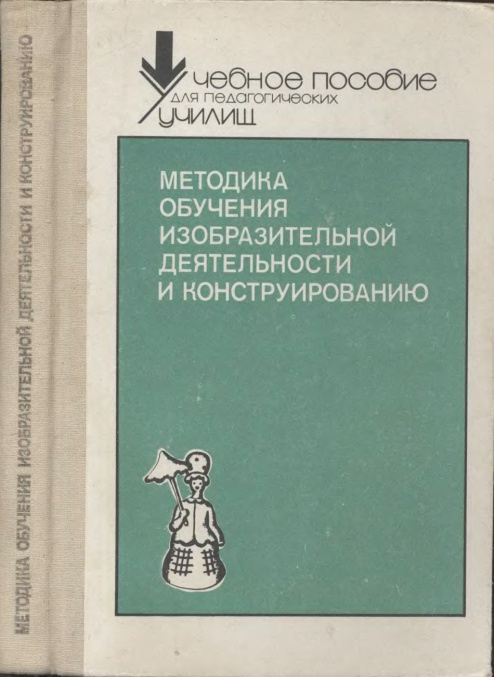 МЕТОДИКА ОБУЧЕНИЯ ИЗОБРАЗИТЕЛЬНОЙ ДЕЯТЕЛЬНОСТИ И КОНСТРУИРОВАНИЮ
Учебное пособие
для педагогических
училищ
МЕТОДИКА
ОБУЧЕНИЯ
ИЗОБРАЗИТЕЛЬНОЙ
ДЕЯТЕЛЬНОСТИ
И КОНСТРУИРОВАНИЮ